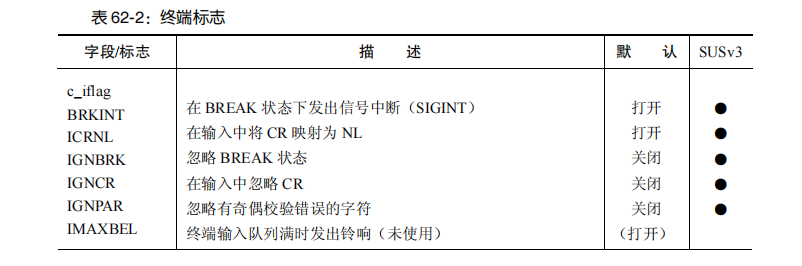 表 62-2：终端标志
字段/标志 描 述 默 认 SUSv3
c_iflag
BRKINT 在 BREAK 状态下发出信号中断（SIGINT） 打开 ●
ICRNL 在输入中将 CR 映射为 NL 打开 ●
IGNBRK 忽略 BREAK 状态 关闭 ●
IGNCR 在输入中忽略 CR 关闭 ●
IGNPAR 忽略有奇偶校验错误的字符 关闭 ●
IMAXBEL 终端输入队列满时发出铃响（未使用） （打开）